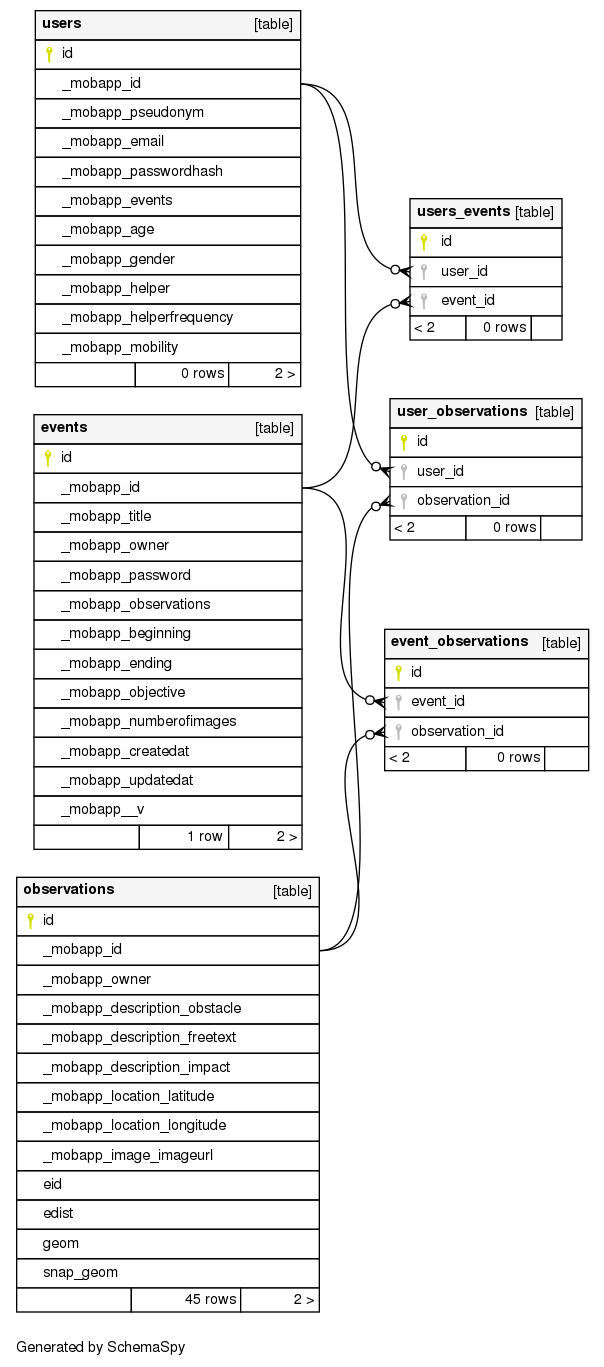 users [table]
id
_mobapp_id
_mobapp_pseudonym
_mobapp_email
_mobapp_passwordhash
_mobapp_events
_mobapp_age
_mobapp_gender
_mobapp_helper
_mobapp_helperfrequency
_mobapp_mobility
0 rows 2 >
users_events [table]
id
user_id
event_id
< 2 0 rows
events [table]
id
_mobapp_id
_mobapp_title
_mobapp_owner
_mobapp_password
_mobapp_observations
_mobapp_beginning
_mobapp_ending
_mobapp_objective
_mobapp_numberofimages
_mobapp_createdat
_mobapp_updatedat
_mobapp__v
1 row 2 >
user_observations [table]
id
user_id
observation_id
< 2 0 rows
event_observations [table]
id
event_id
observation_id
< 2 0 rows
observations [table]
id
_mobapp_id
_mobapp_owner
_mobapp_description_obstacle
_mobapp_description_freetext
_mobapp_description_impact
_mobapp_location_latitude
_mobapp_location_longitude
_mobapp_image_imageurl
eid
edist
geom
snap_geom
45 rows 2 >
Generated by SchemaSpy